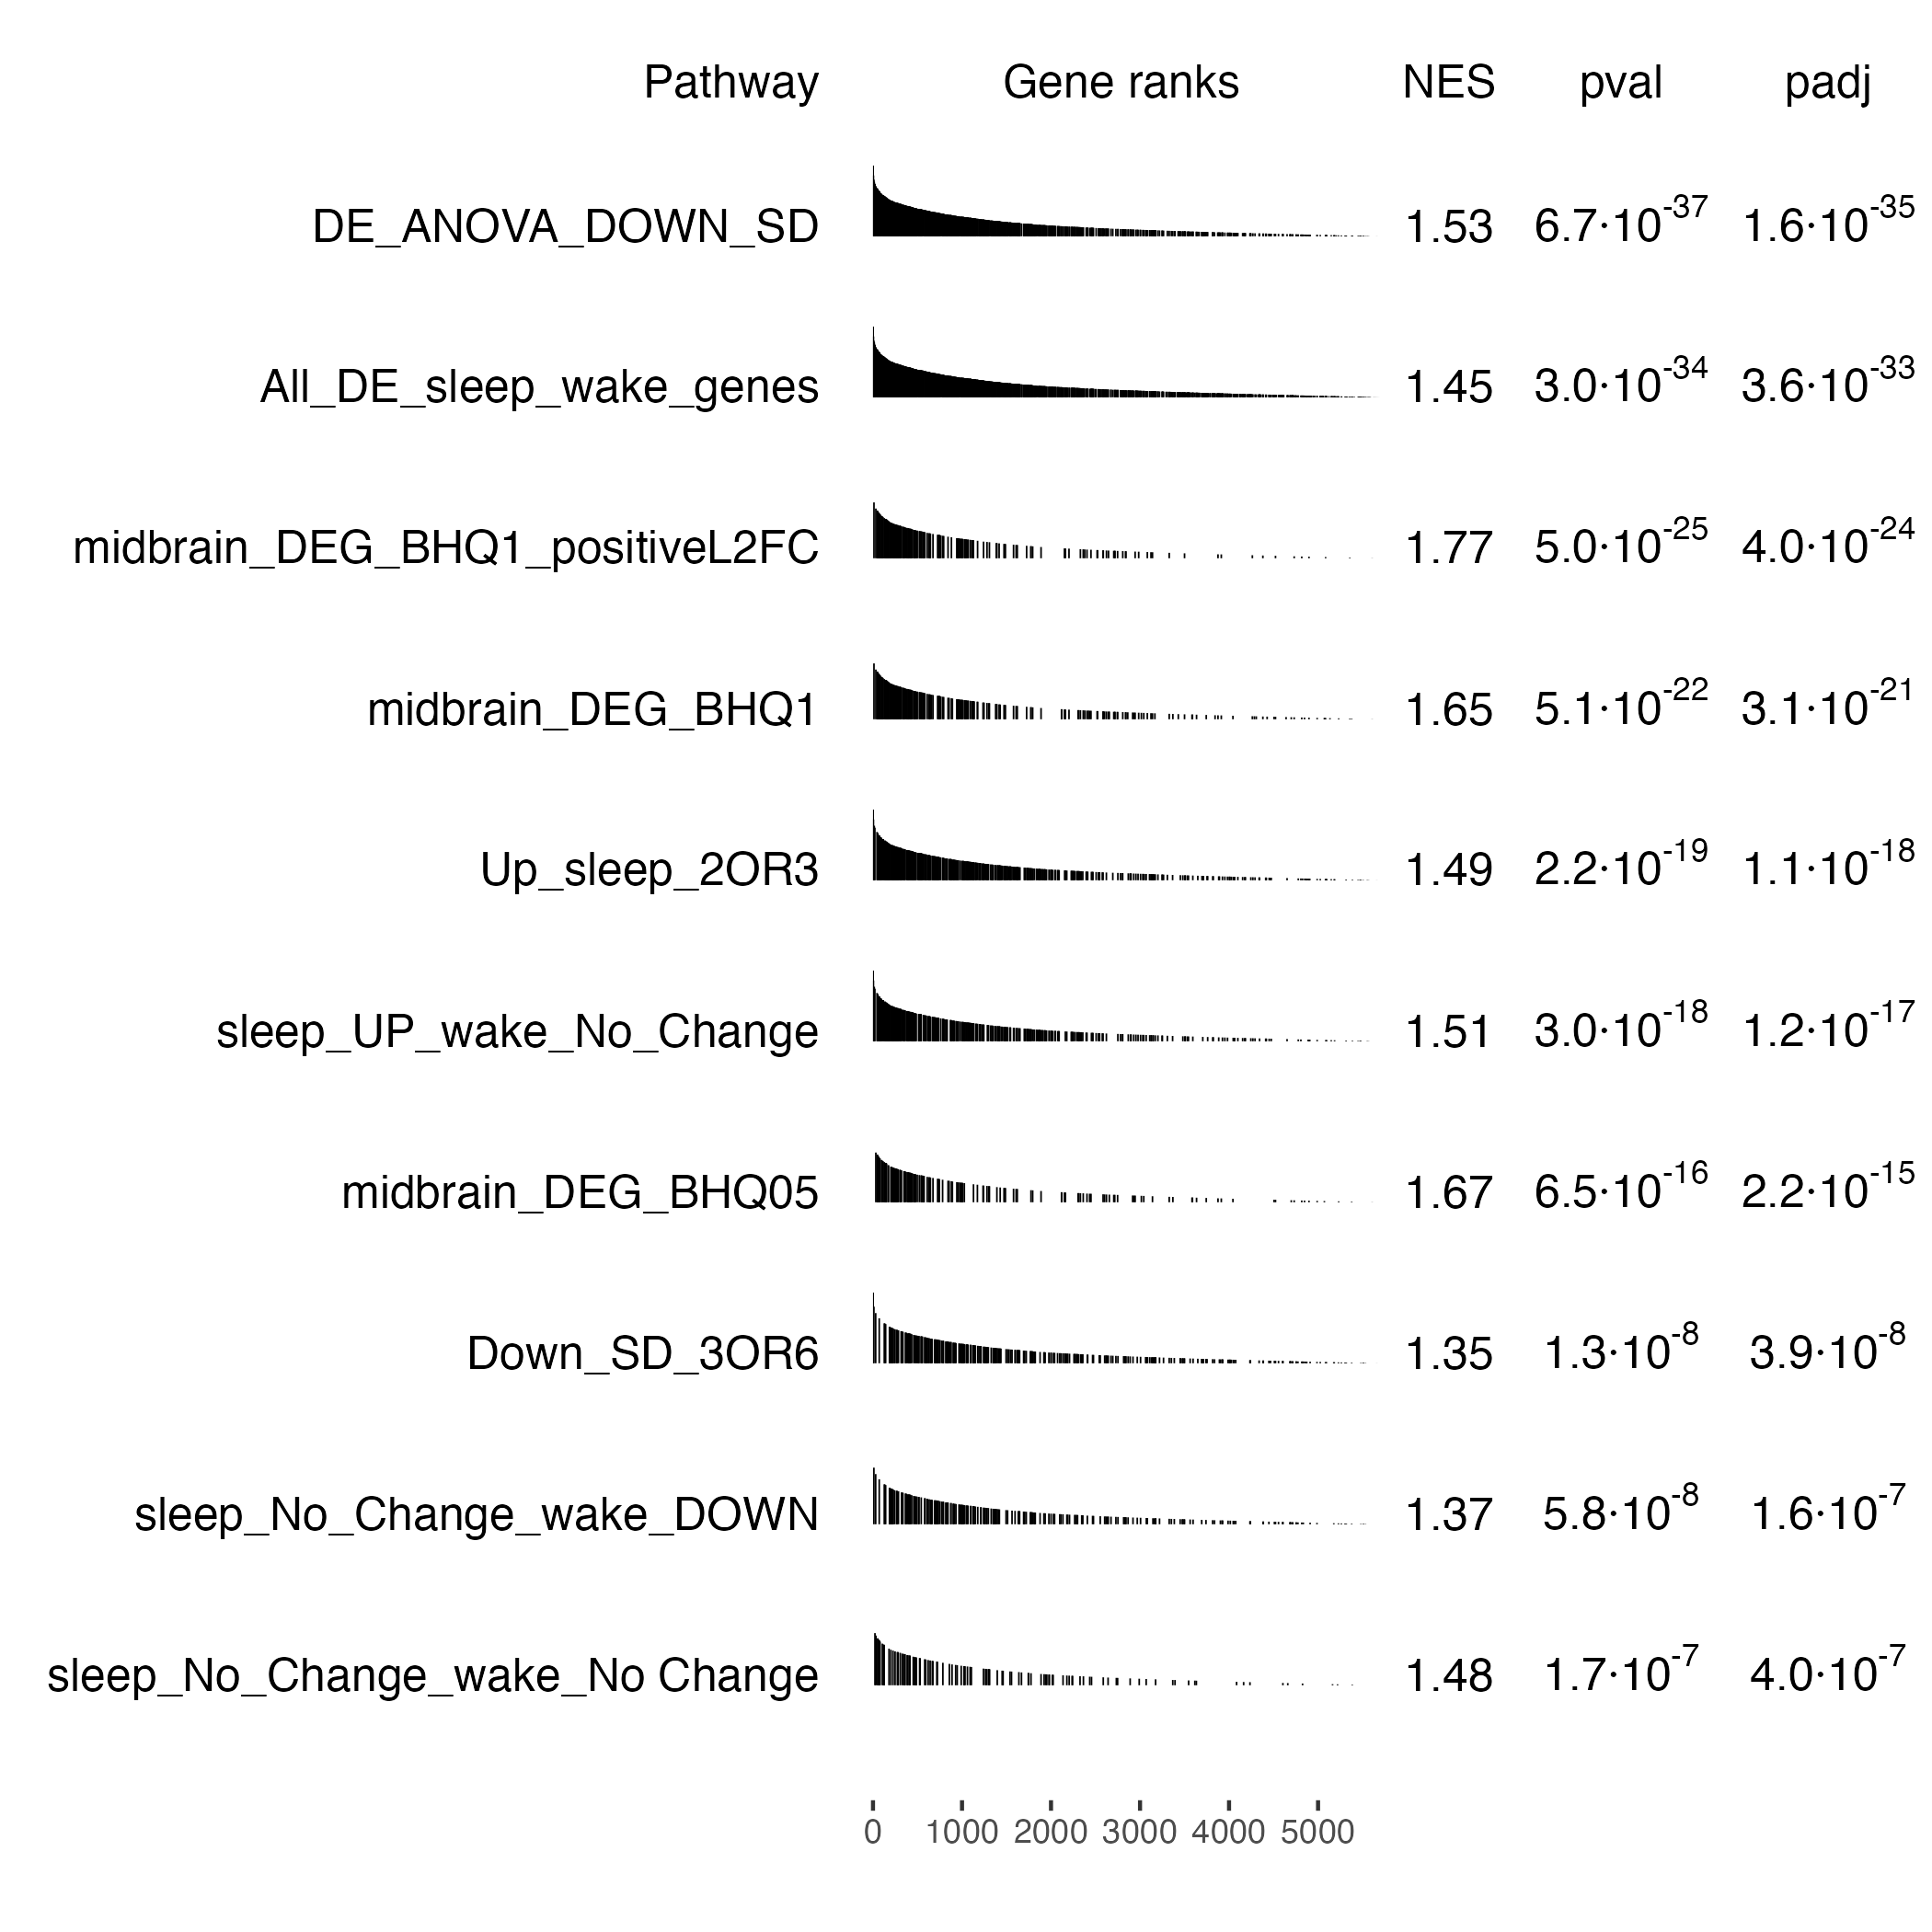 Pathway Gene ranks NES pval padj
DE_ANOVA_DOWN_SD 1.53 6.7·10⁻³⁷ 1.6·10⁻³⁵
All_DE_sleep_wake_genes 1.45 3.0·10⁻³⁴ 3.6·10⁻³³
midbrain_DEG_BHQ1_positiveL2FC 1.77 5.0·10⁻²⁵ 4.0·10⁻²⁴
midbrain_DEG_BHQ1 1.65 5.1·10⁻²² 3.1·10⁻²¹
Up_sleep_2OR3 1.49 2.2·10⁻¹⁹ 1.1·10⁻¹⁸
sleep_UP_wake_No_Change 1.51 3.0·10⁻¹⁸ 1.2·10⁻¹⁷
midbrain_DEG_BHQ05 1.67 6.5·10⁻¹⁶ 2.2·10⁻¹⁵
Down_SD_3OR6 1.35 1.3·10⁻⁸ 3.9·10⁻⁸
sleep_No_Change_wake_DOWN 1.37 5.8·10⁻⁸ 1.6·10⁻⁷
sleep_No_Change_wake_No Change 1.48 1.7·10⁻⁷ 4.0·10⁻⁷
0 1000 2000 3000 4000 5000